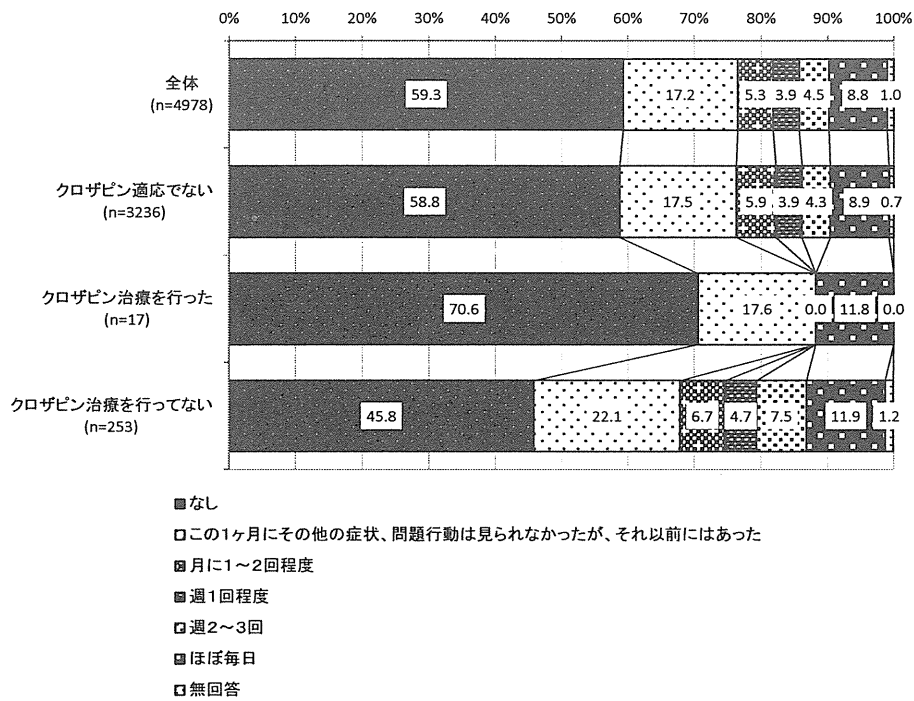 0% 10% 20% 30% 40% 50% 60% 70% 80% 90% 100%
全体
(n=4978)
59.3 17.2 5.3 3.9 4.5 8.8 1.0
クロザピン適応でない
(n=3236)
58.8 17.5 5.9 3.9 4.3 8.9 0.7
クロザピン治療を行った
(n=17)
70.6 17.6 0.0 11.8 0.0
クロザピン治療を行ってない
(n=253)
45.8 22.1 6.7 4.7 7.5 11.9 1.2
なし
この1ヶ月にその他の症状、問題行動は見られなかったが、それ以前にはあった
月に1～2回程度
週1回程度
週2～3回
ほぼ毎日
無回答